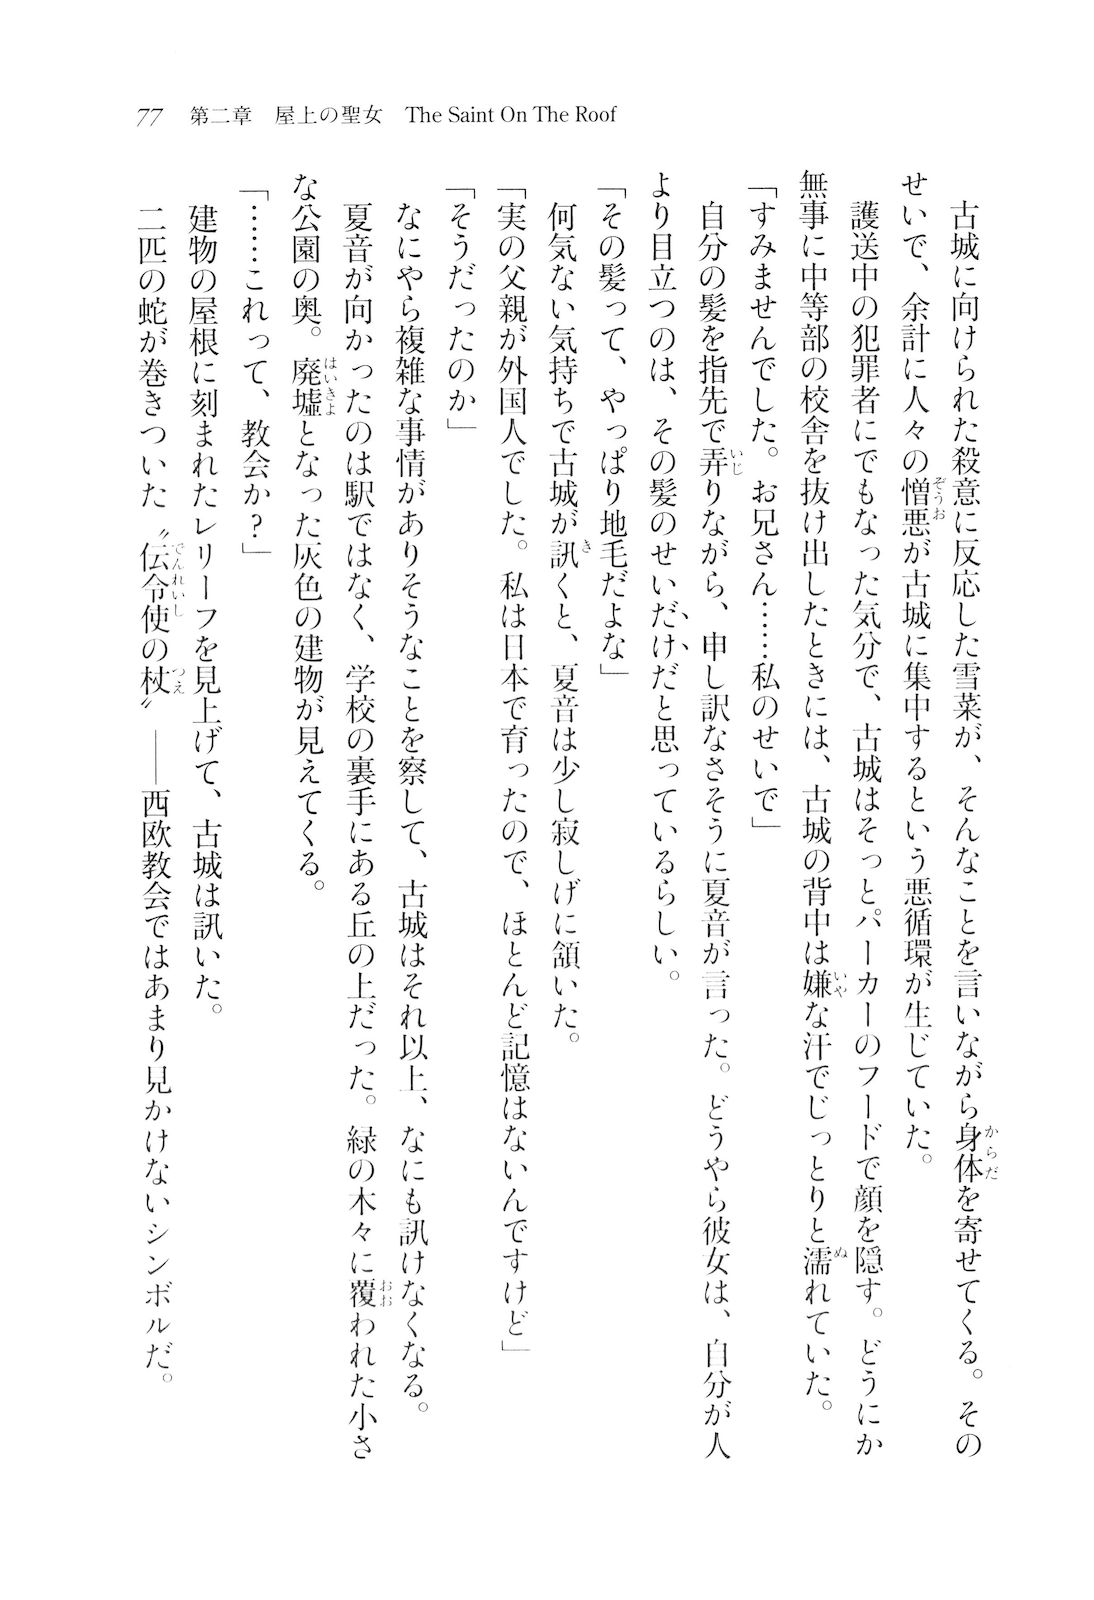 77 第二章 屋上の聖女 The Saint On The Roof
古城に向けられた殺意に反応した雪菜が、そんなことを言いながら身体を寄せてくる。その
せいで、余計に人々の憎悪が古城に集中するという悪循環が生じていた。
護送中の犯罪者にでもなった気分で、古城はそっとパーカーのフードで顔を隠す。どうにか
無事に中等部の校舎を抜け出したときには、古城の背中は嫌な汗でじっとりと濡れていた。
「すみませんでした。お兄さん……私のせいで」
自分の髪を指先で弄りながら、申し訳なさそうに夏音が言った。どうやら彼女は、自分が人
より目立つのは、その髪のせいだけだと思っているらしい。
「その髪って、やっぱり地毛だよな」
何気ない気持ちで古城が訊くと、夏音は少し寂しげに頷いた。
「実の父親が外国人でした。私は日本で育ったので、ほとんど記憶はないんですけど」
「そうだったのか」
なにやら複雑な事情がありそうなことを察して、古城はそれ以上、なにも訊けなくなる。
夏音が向かったのは駅ではなく、学校の裏手にある丘の上だった。緑の木々に覆われた小さ
な公園の奥。廃墟となった灰色の建物が見えてくる。
「……これって、教会か?」
建物の屋根に刻まれたレリーフを見上げて、古城は訊いた。
二匹の蛇が巻きついた〝伝令使の杖〟――西欧教会ではあまり見かけないシンボルだ。